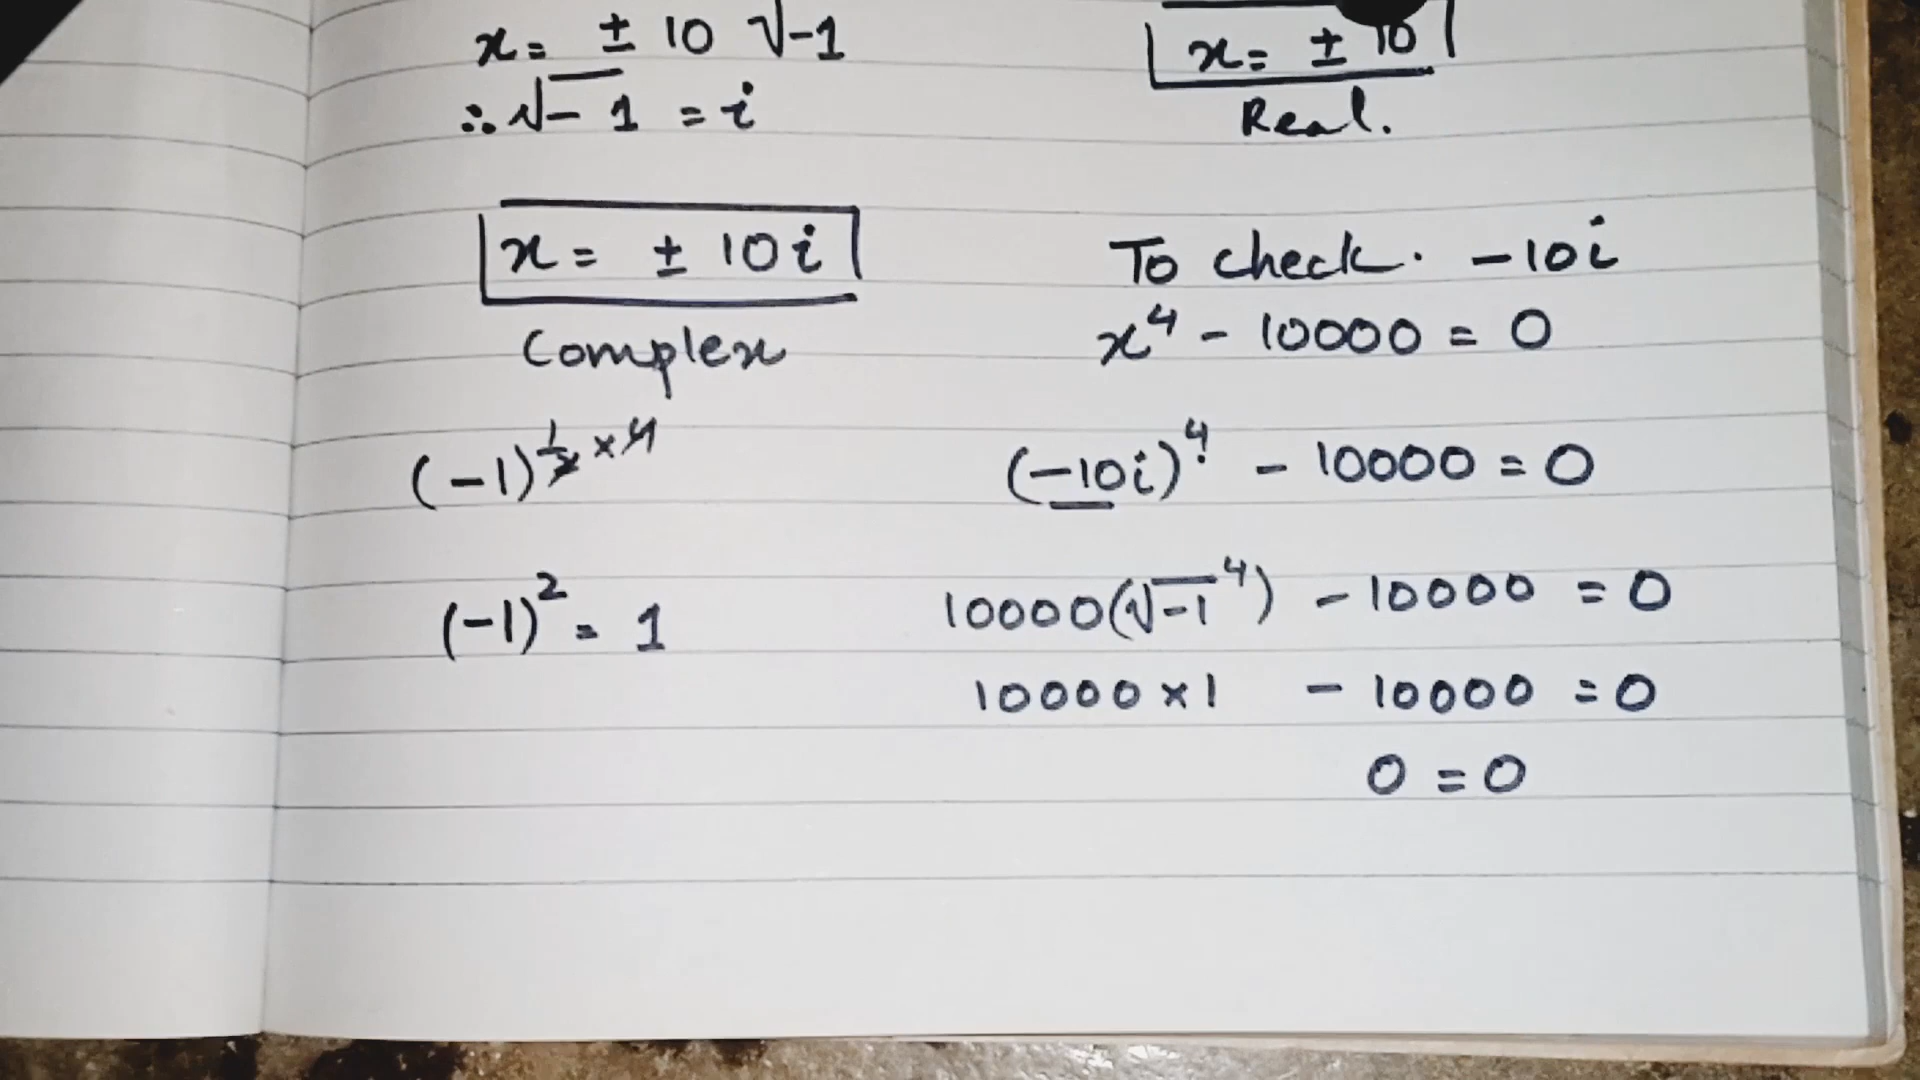 x = ± 10 √-1
∴ √-1 = i
x = ± 10
Real.
x = ± 10i
Complex
To check. -10i
x⁴ - 10000 = 0
(-1)^(1/2 × 4)
(-10i)⁴ - 10000 = 0
(-1)² = 1
10000(√-1⁴) - 10000 = 0
10000 × 1 - 10000 = 0
0 = 0